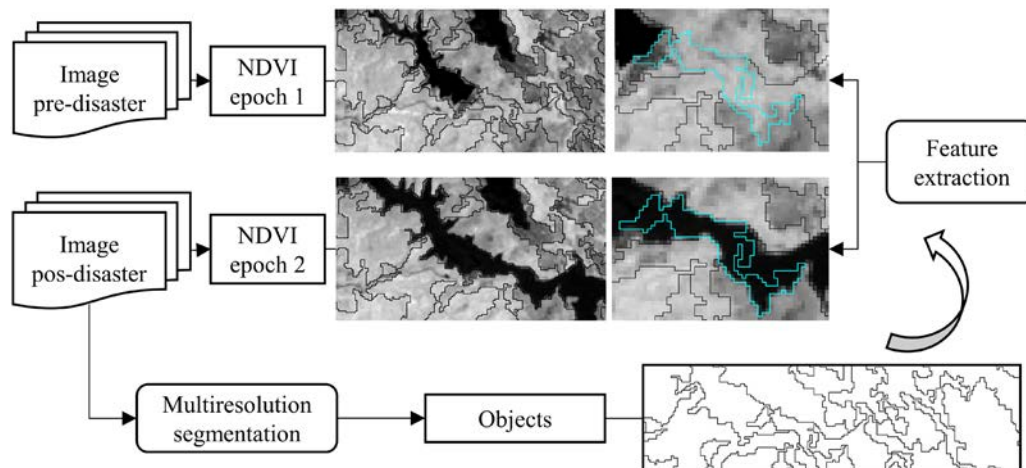 Image
pre-disaster
NDVI
epoch 1
Feature
extraction
Image
pos-disaster
NDVI
epoch 2
Multiresolution
segmentation
Objects